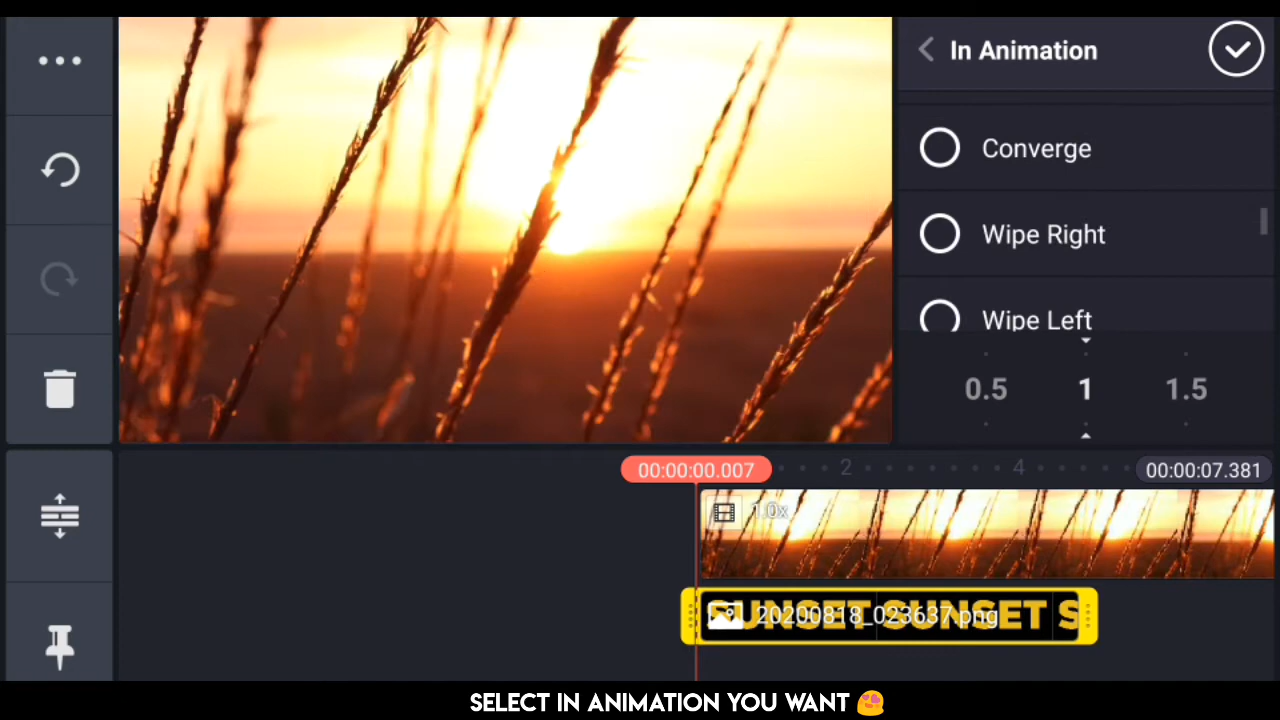 In Animation
Converge
Wipe Right
Wipe Left
0.5 1 1.5
00:00:00.007 2 4 00:00:07.381
1.0x
SUNSET SUNSET S
20200818_023637.png
SELECT IN ANIMATION YOU WANT 😍